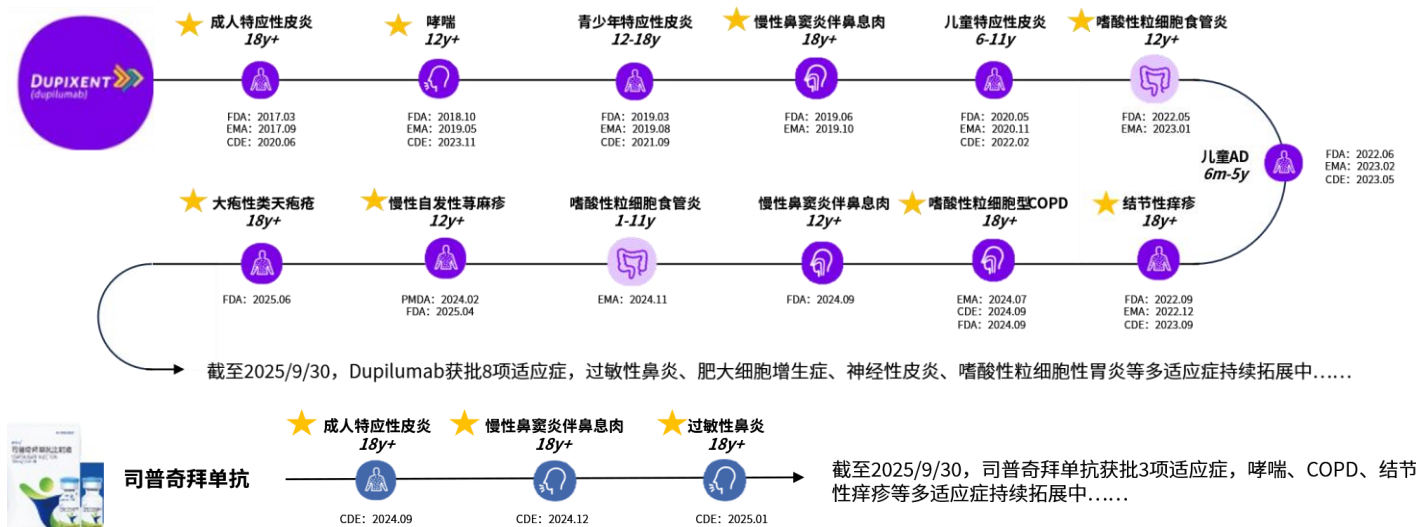 成人特应性皮炎
18y+
哮喘
12y+
青少年特应性皮炎
12-18y
慢性鼻窦炎伴鼻息肉
18y+
儿童特应性皮炎
6-11y
嗜酸性粒细胞食管炎
12y+
DUPIXENT
(dupilumab)
FDA：2017.03
EMA：2017.09
CDE：2020.06
FDA：2018.10
EMA：2019.05
CDE：2023.11
FDA：2019.03
EMA：2019.08
CDE：2021.09
FDA：2019.06
EMA：2019.10
FDA：2020.05
EMA：2020.11
CDE：2022.02
FDA：2022.05
EMA：2023.01
儿童AD
6m-5y
FDA：2022.06
EMA：2023.02
CDE：2023.05
大疱性类天疱疮
18y+
慢性自发性荨麻疹
12y+
嗜酸性粒细胞食管炎
1-11y
慢性鼻窦炎伴鼻息肉
12y+
嗜酸性粒细胞型COPD
18y+
结节性痒疹
18y+
FDA：2025.06
PMDA：2024.02
FDA：2025.04
EMA：2024.11
FDA：2024.09
EMA：2024.07
CDE：2024.09
FDA：2024.09
FDA：2022.09
EMA：2022.12
CDE：2023.09
截至2025/9/30，Dupilumab获批8项适应症，过敏性鼻炎、肥大细胞增生症、神经性皮炎、嗜酸性粒细胞性胃炎等多适应症持续拓展中……
成人特应性皮炎
18y+
慢性鼻窦炎伴鼻息肉
18y+
过敏性鼻炎
18y+
司普奇拜单抗注射液
司普奇拜单抗
CDE：2024.09
CDE：2024.12
CDE：2025.01
截至2025/9/30，司普奇拜单抗获批3项适应症，哮喘、COPD、结节
性痒疹等多适应症持续拓展中……